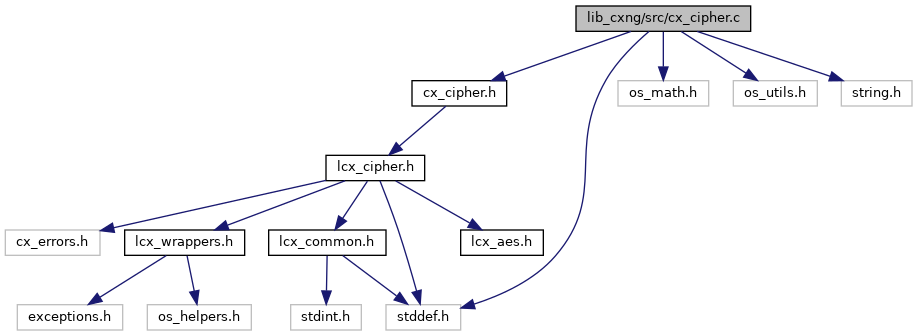 lib_cxng/src/cx_cipher.c
cx_cipher.h
os_math.h
os_utils.h
string.h
lcx_cipher.h
cx_errors.h
lcx_wrappers.h
lcx_common.h
lcx_aes.h
exceptions.h
os_helpers.h
stdint.h
stddef.h